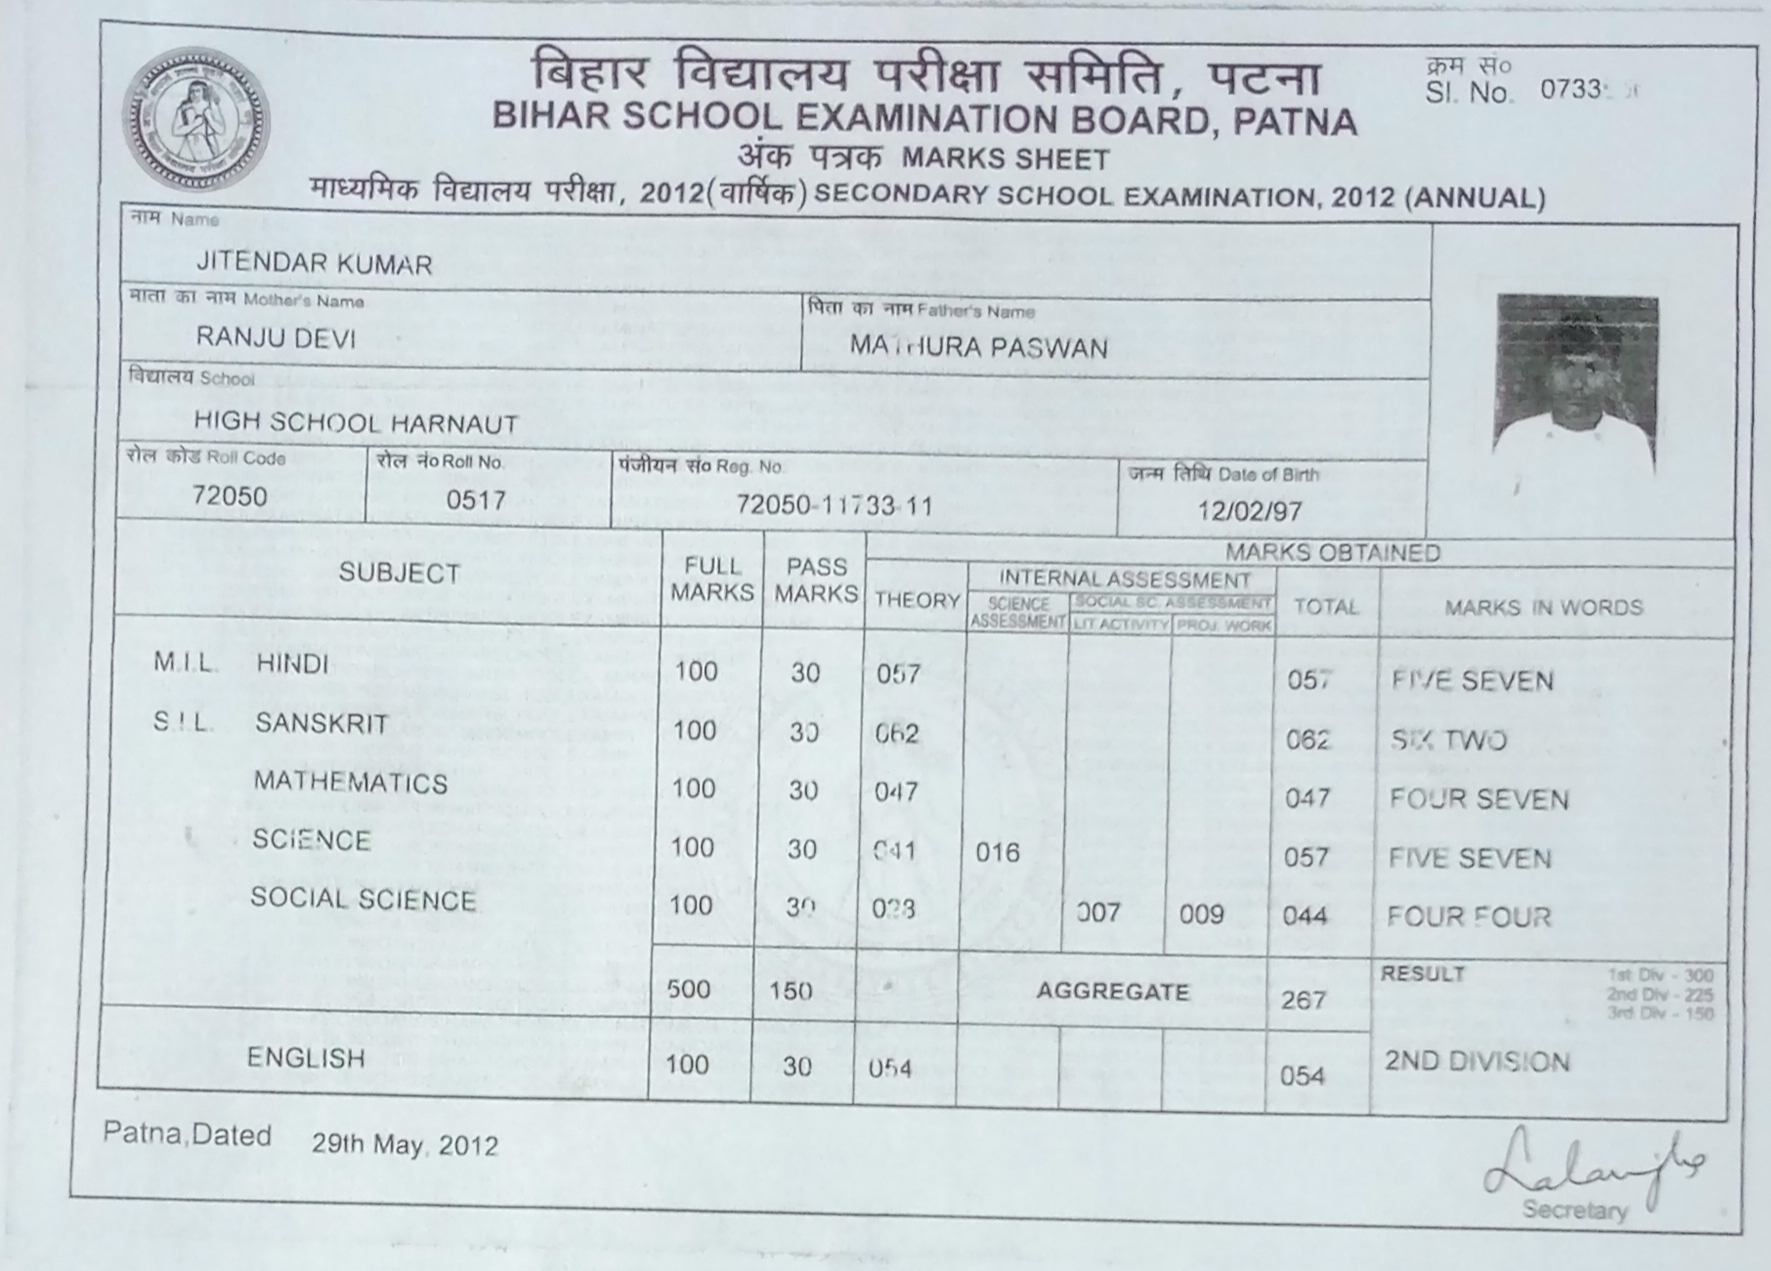 बिहार विद्यालय परीक्षा समिति, पटना
BIHAR SCHOOL EXAMINATION BOARD, PATNA
अंक पत्रक MARKS SHEET
माध्यमिक विद्यालय परीक्षा, 2012(वार्षिक) SECONDARY SCHOOL EXAMINATION, 2012 (ANNUAL)
क्रम सं०
Sl. No. 0733
नाम Name
JITENDAR KUMAR
माता का नाम Mother's Name
RANJU DEVI
पिता का नाम Father's Name
MATHURA PASWAN
विद्यालय School
HIGH SCHOOL HARNAUT
रोल कोड Roll Code
72050
रोल नं० Roll No.
0517
पंजीयन सं० Reg. No.
72050-11733-11
जन्म तिथि Date of Birth
12/02/97
SUBJECT FULL MARKS PASS MARKS MARKS OBTAINED
THEORY INTERNAL ASSESSMENT TOTAL MARKS IN WORDS
SCIENCE ASSESSMENT SOCIAL SC. ASSESSMENT
LIT ACTIVITY PROJ. WORK
M.I.L. HINDI 100 30 057 057 FIVE SEVEN
S.I.L. SANSKRIT 100 30 062 062 SIX TWO
MATHEMATICS 100 30 047 047 FOUR SEVEN
SCIENCE 100 30 041 016 057 FIVE SEVEN
SOCIAL SCIENCE 100 30 028 007 009 044 FOUR FOUR
500 150 AGGREGATE 267
RESULT
1st Div - 300
2nd Div - 225
3rd Div - 150
ENGLISH 100 30 054 054
2ND DIVISION
Patna,Dated 29th May, 2012
Secretary